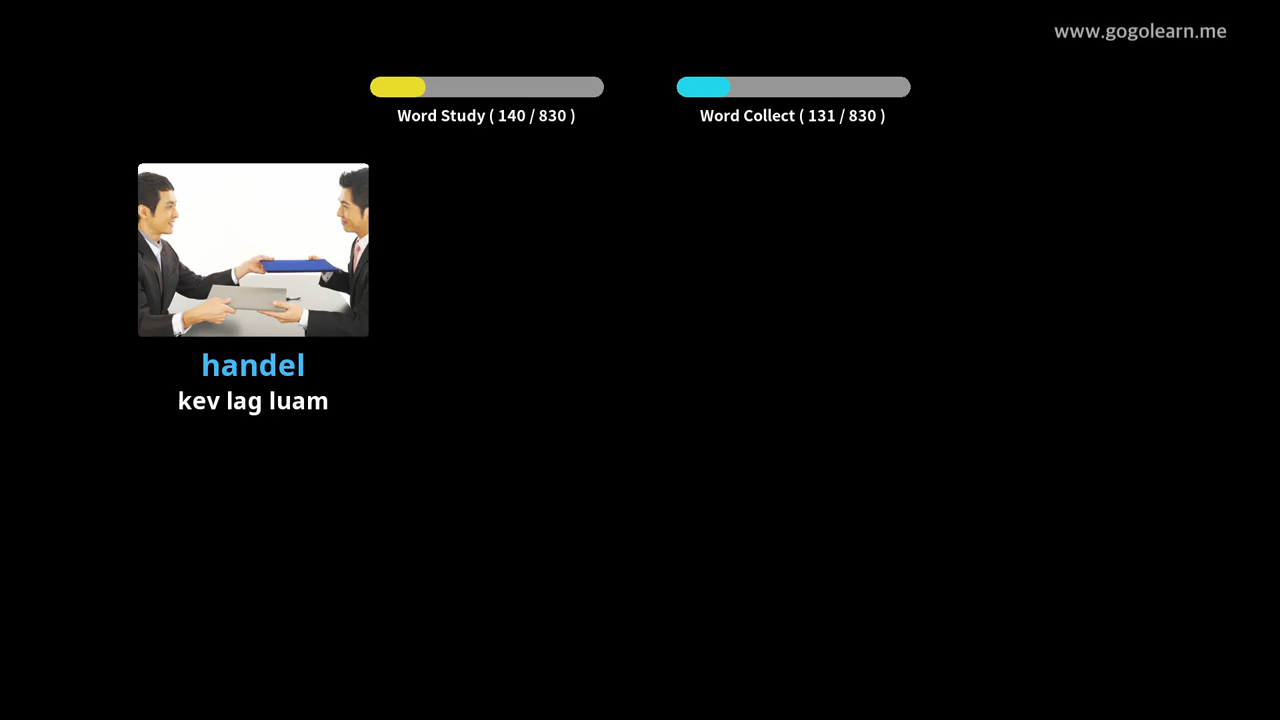 www.gogolearn.me
Word Study ( 140 / 830 )
Word Collect ( 131 / 830 )
handel
kev lag luam